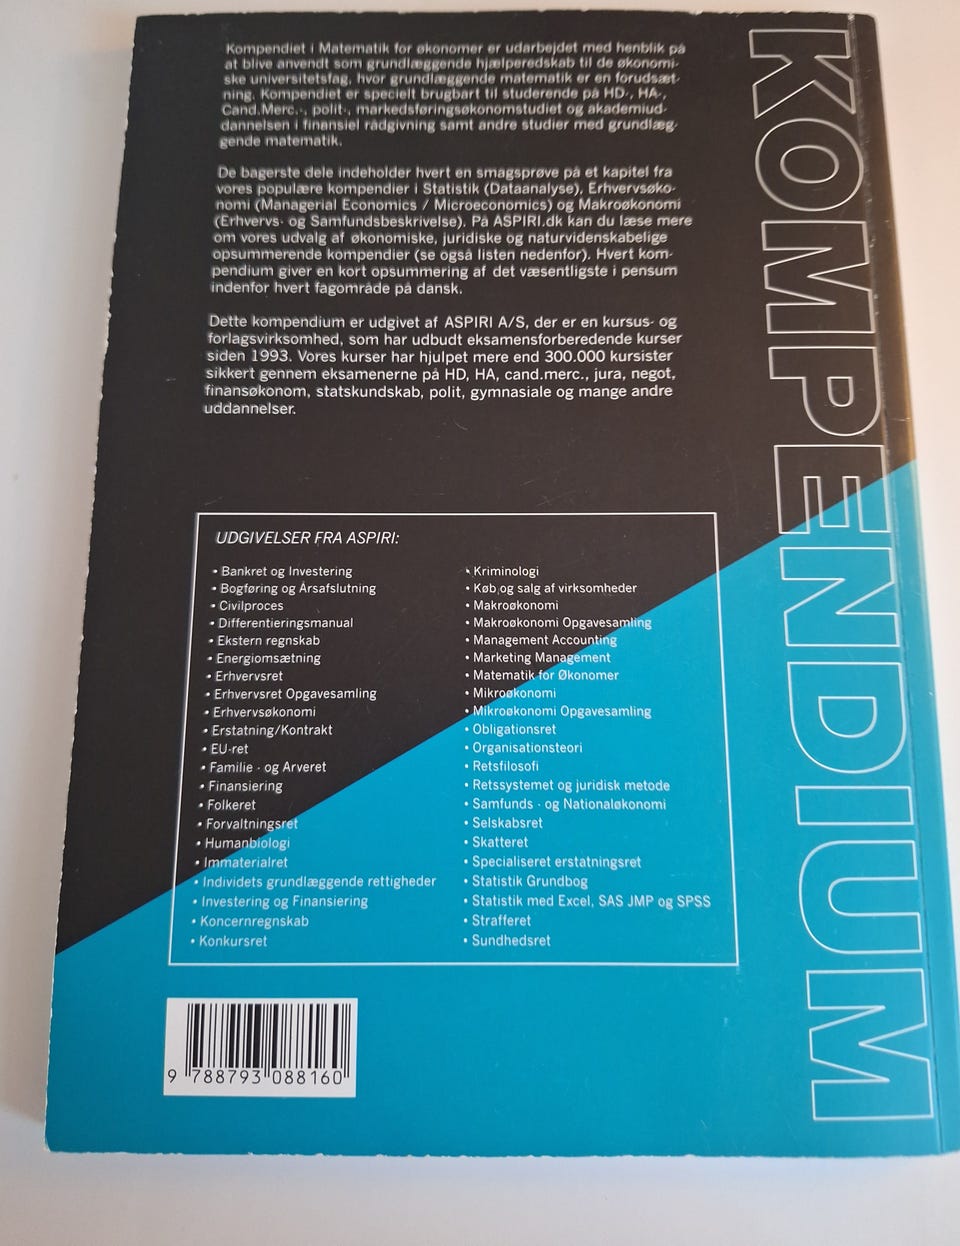 Kompendiet i Matematik for økonomer er udarbejdet med henblik på
at blive anvendt som grundlæggende hjælperedskab til de økonomi-
ske universitetsfag, hvor grundlæggende matematik er en forudsæt-
ning. Kompendiet er specielt brugbart til studerende på HD-, HA-,
Cand.Merc.-, polit-, markedsføringsøkonomstudiet og akademiud-
dannelsen i finansiel rådgivning samt andre studier med grundlæg-
gende matematik.
De bagerste dele indeholder hvert en smagsprøve på et kapitel fra
vores populære kompendier i Statistik (Dataanalyse), Erhvervsøko-
nomi (Managerial Economics / Microeconomics) og Makroøkonomi
(Erhvervs- og Samfundsbeskrivelse). På ASPIRI.dk kan du læse mere
om vores udvalg af økonomiske, juridiske og naturvidenskabelige
opsummerende kompendier (se også listen nedenfor). Hvert kom-
pendium giver en kort opsummering af det væsentligste i pensum
indenfor hvert fagområde på dansk.
Dette kompendium er udgivet af ASPIRI A/S, der er en kursus- og
forlagsvirksomhed, som har udbudt eksamensforberedende kurser
siden 1993. Vores kurser har hjulpet mere end 300.000 kursister
sikkert gennem eksamenerne på HD, HA, cand.merc., jura, negot,
finansøkonom, statskundskab, polit, gymnasiale og mange andre
uddannelser.
UDGIVELSER FRA ASPIRI:
• Bankret og Investering
• Bogføring og Årsafslutning
• Civilproces
• Differentieringsmanual
• Ekstern regnskab
• Energiomsætning
• Erhvervsret
• Erhvervsret Opgavesamling
• Erhvervsøkonomi
• Erstatning/Kontrakt
• EU-ret
• Familie - og Arveret
• Finansiering
• Folkeret
• Forvaltningsret
• Humanbiologi
• Immaterialret
• Individets grundlæggende rettigheder
• Investering og Finansiering
• Koncernregnskab
• Konkursret
• Kriminologi
• Køb og salg af virksomheder
• Makroøkonomi
• Makroøkonomi Opgavesamling
• Management Accounting
• Marketing Management
• Matematik for Økonomer
• Mikroøkonomi
• Mikroøkonomi Opgavesamling
• Obligationsret
• Organisationsteori
• Retsfilosofi
• Retssystemet og juridisk metode
• Samfunds - og Nationaløkonomi
• Selskabsret
• Skatteret
• Specialiseret erstatningsret
• Statistik Grundbog
• Statistik med Excel, SAS JMP og SPSS
• Strafferet
• Sundhedsret
9 788793 088160
KOMPENDIUM